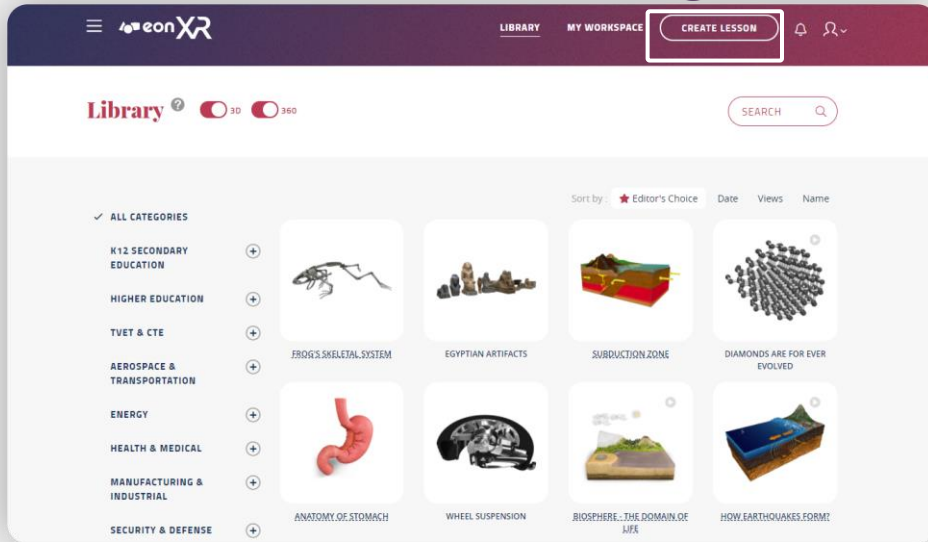 eonXR
LIBRARY
MY WORKSPACE
CREATE LESSON
Library ?
3D
360
SEARCH
Sort by :
Editor's Choice
Date
Views
Name
ALL CATEGORIES
K12 SECONDARY
EDUCATION
HIGHER EDUCATION
TVET & CTE
AEROSPACE &
TRANSPORTATION
ENERGY
HEALTH & MEDICAL
MANUFACTURING &
INDUSTRIAL
SECURITY & DEFENSE
FROG'S SKELETAL SYSTEM
EGYPTIAN ARTIFACTS
SUBDUCTION ZONE
DIAMONDS ARE FOR EVER
EVOLVED
ANATOMY OF STOMACH
WHEEL SUSPENSION
BIOSPHERE - THE DOMAIN OF
LIFE
HOW EARTHQUAKES FORM?